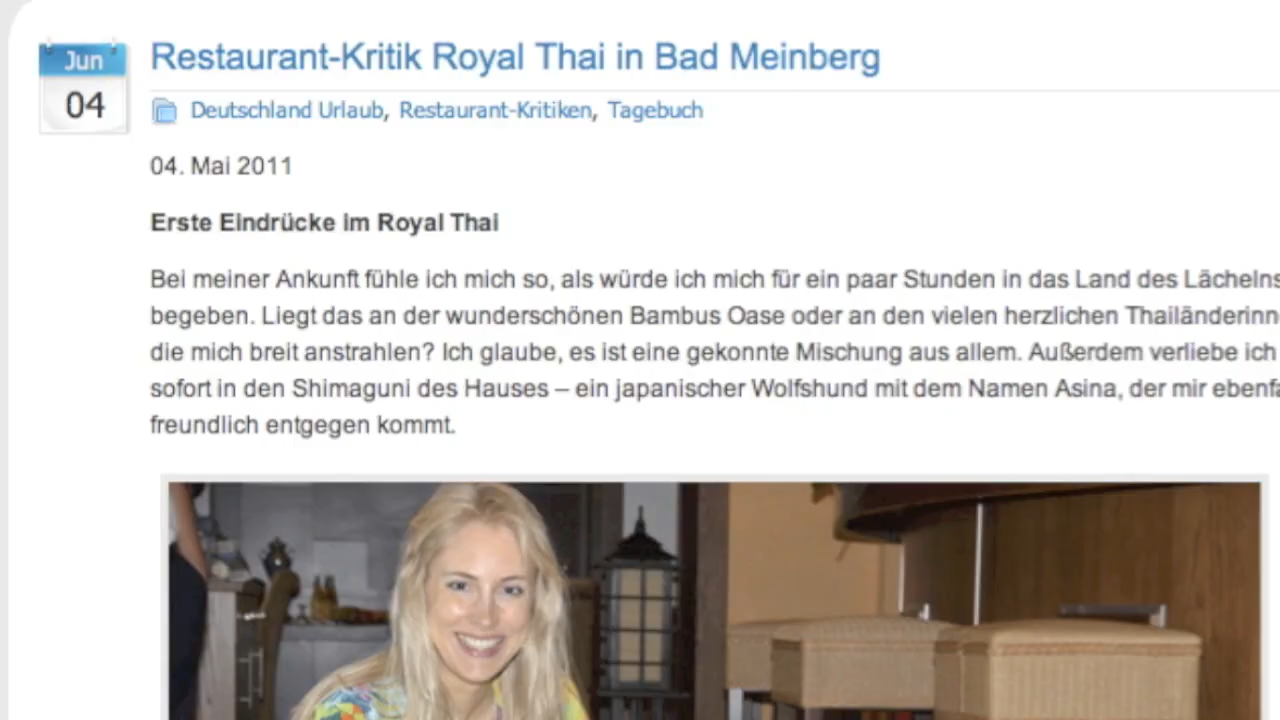 Jun
04
Restaurant-Kritik Royal Thai in Bad Meinberg
Deutschland Urlaub, Restaurant-Kritiken, Tagebuch
04. Mai 2011
Erste Eindrücke im Royal Thai
Bei meiner Ankunft fühle ich mich so, als würde ich mich für ein paar Stunden in das Land des Lächelns
begeben. Liegt das an der wunderschönen Bambus Oase oder an den vielen herzlichen Thailänderinn
die mich breit anstrahlen? Ich glaube, es ist eine gekonnte Mischung aus allem. Außerdem verliebe ich
sofort in den Shimaguni des Hauses – ein japanischer Wolfshund mit dem Namen Asina, der mir ebenfa
freundlich entgegen kommt.